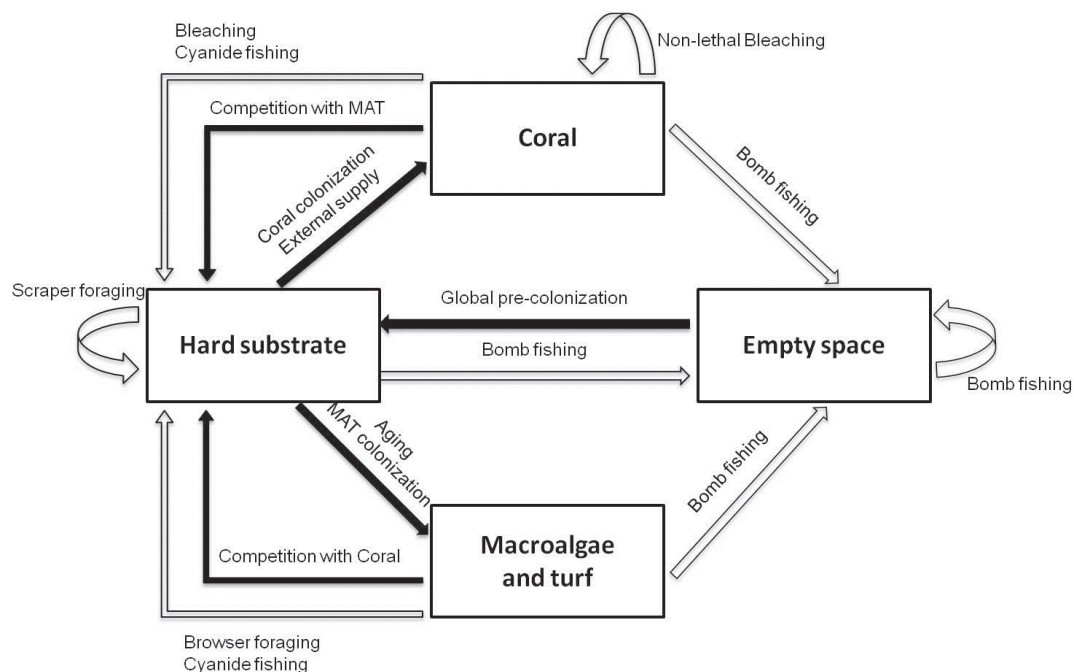 Bleaching
Cyanide fishing
Non-lethal Bleaching
Competition with MAT
Coral
Coral colonization
External supply
Bomb fishing
Scraper foraging
Hard substrate
Global pre-colonization
Bomb fishing
Empty space
Bomb fishing
Aging
MAT colonization
Bomb fishing
Macroalgae
and turf
Competition with Coral
Browser foraging
Cyanide fishing